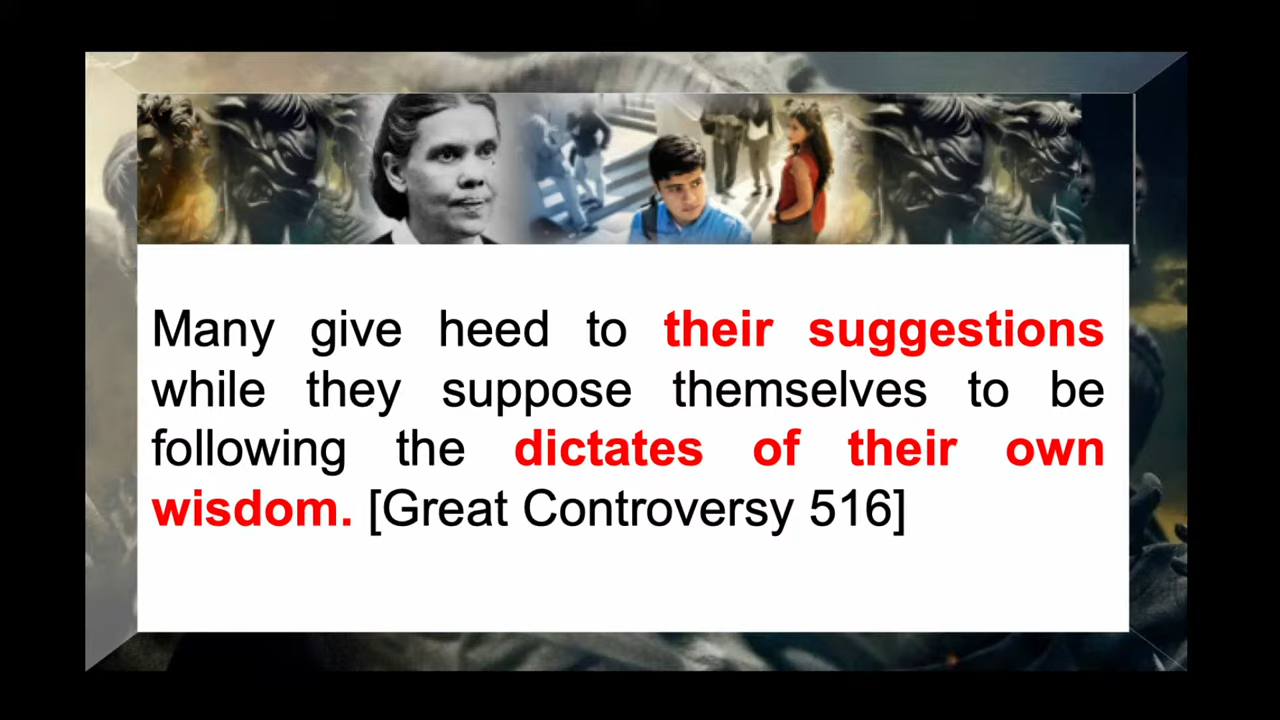 Many give heed to their suggestions
while they suppose themselves to be
following the dictates of their own
wisdom. [Great Controversy 516]